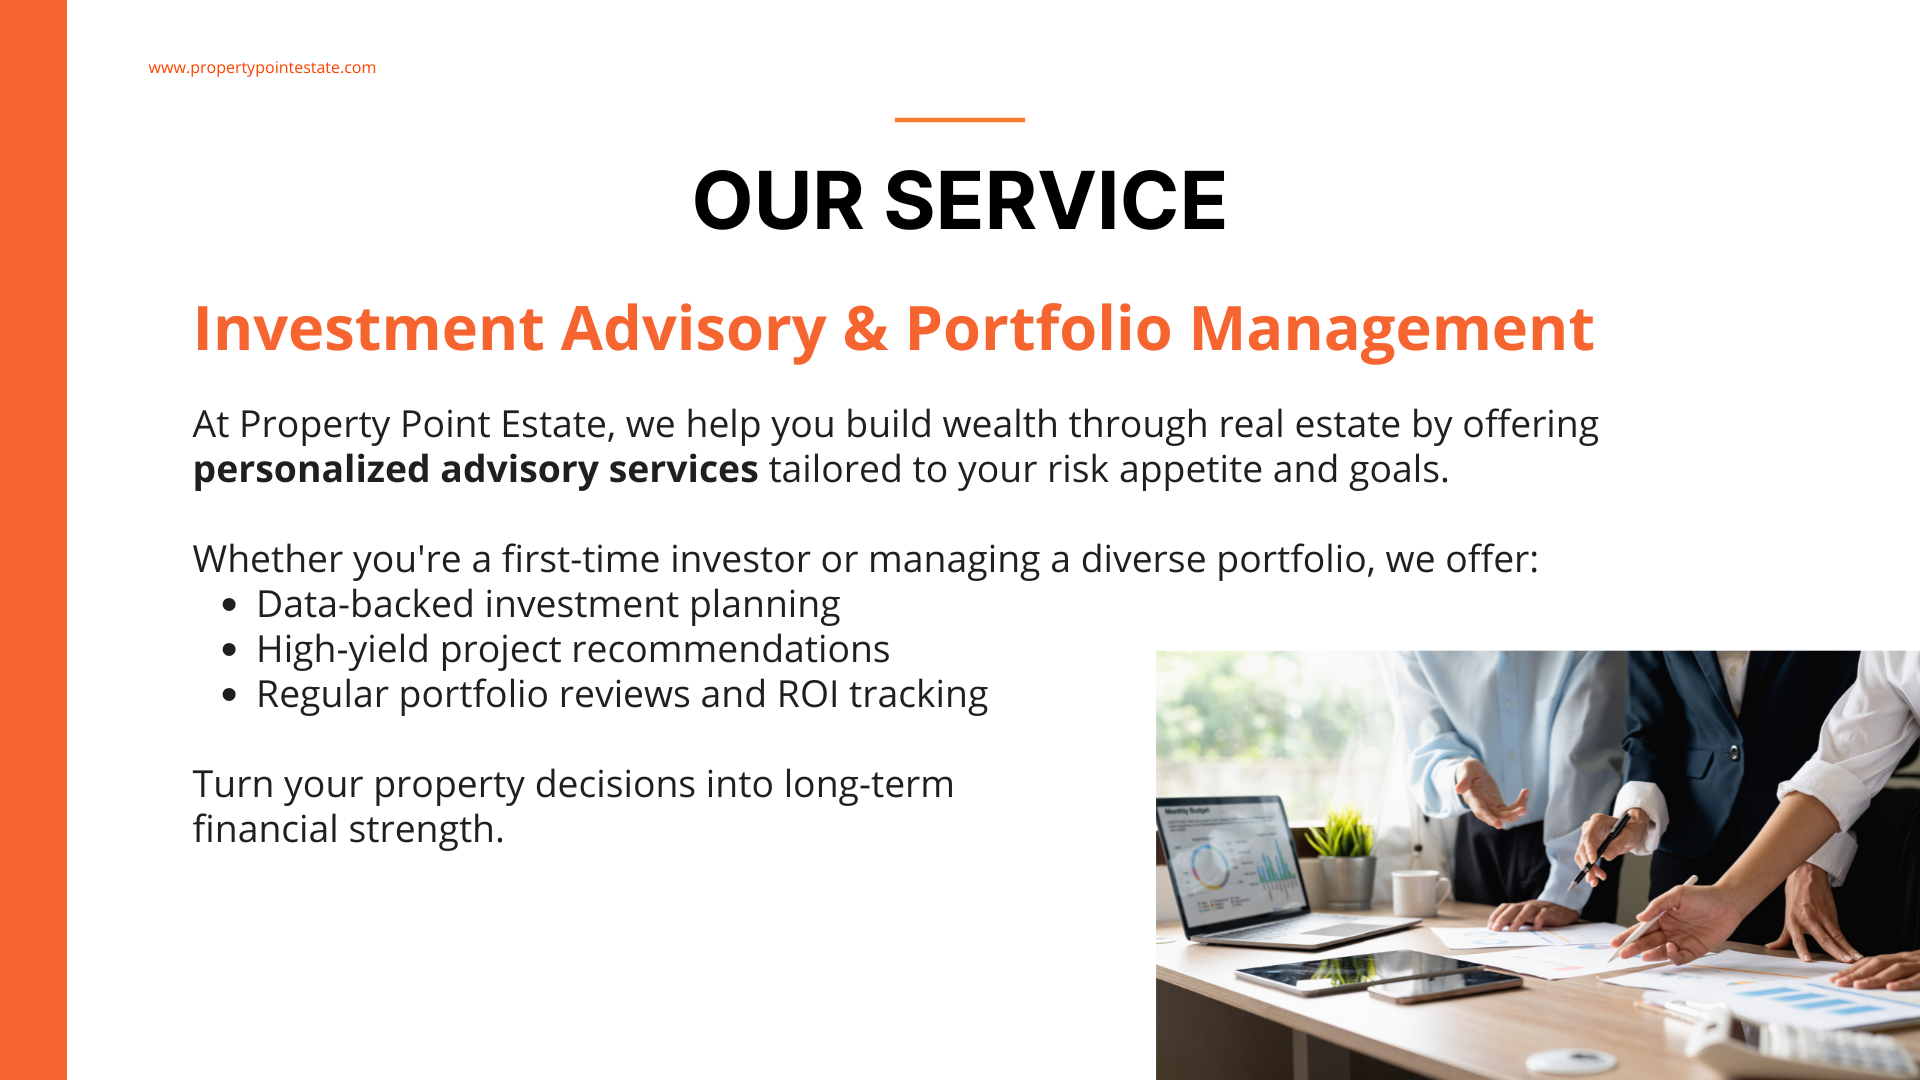 www.propertypointestate.com
OUR SERVICE
Investment Advisory & Portfolio Management
At Property Point Estate, we help you build wealth through real estate by offering
personalized advisory services tailored to your risk appetite and goals.
Whether you're a first-time investor or managing a diverse portfolio, we offer:
• Data-backed investment planning
• High-yield project recommendations
• Regular portfolio reviews and ROI tracking
Turn your property decisions into long-term
financial strength.
Monthly Budget